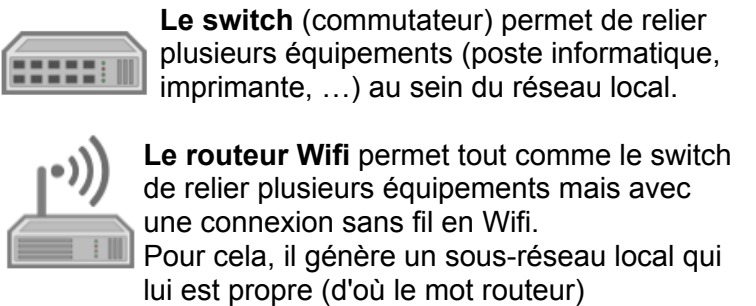 Le switch (commutateur) permet de relier
plusieurs équipements (poste informatique,
imprimante, …) au sein du réseau local.
Le routeur Wifi permet tout comme le switch
de relier plusieurs équipements mais avec
une connexion sans fil en Wifi.
Pour cela, il génère un sous-réseau local qui
lui est propre (d'où le mot routeur)